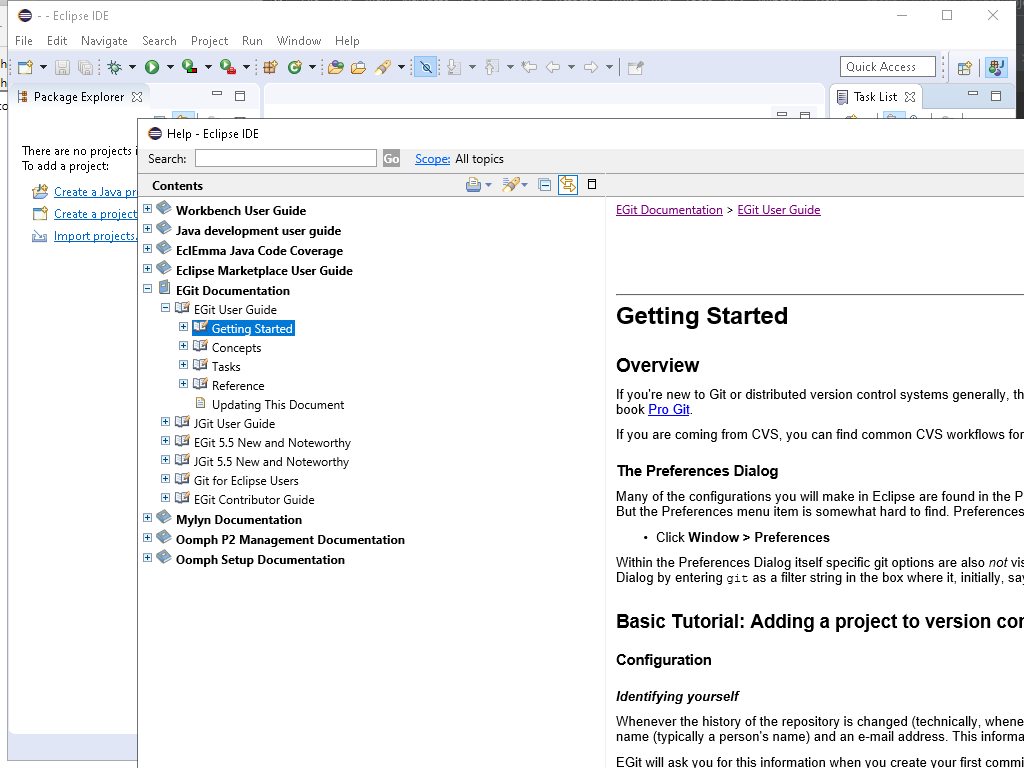 - - Eclipse IDE
File Edit Navigate Search Project Run Window Help
Quick Access
Package Explorer
Task List
There are no projects i
To add a project:
Create a Java pr
Create a project
Import projects.
Help - Eclipse IDE
Search: Go Scope: All topics
Contents
Workbench User Guide
Java development user guide
EclEmma Java Code Coverage
Eclipse Marketplace User Guide
EGit Documentation
EGit User Guide
Getting Started
Concepts
Tasks
Reference
Updating This Document
JGit User Guide
EGit 5.5 New and Noteworthy
JGit 5.5 New and Noteworthy
Git for Eclipse Users
EGit Contributor Guide
Mylyn Documentation
Oomph P2 Management Documentation
Oomph Setup Documentation
EGit Documentation > EGit User Guide
Getting Started
Overview
If you're new to Git or distributed version control systems generally, th
book Pro Git.
If you are coming from CVS, you can find common CVS workflows for
The Preferences Dialog
Many of the configurations you will make in Eclipse are found in the P
But the Preferences menu item is somewhat hard to find. Preferences
• Click Window > Preferences
Within the Preferences Dialog itself specific git options are also not vis
Dialog by entering git as a filter string in the box where it, initially, say
Basic Tutorial: Adding a project to version con
Configuration
Identifying yourself
Whenever the history of the repository is changed (technically, whene
name (typically a person's name) and an e-mail address. This informa
EGit will ask you for this information when you create your first commi